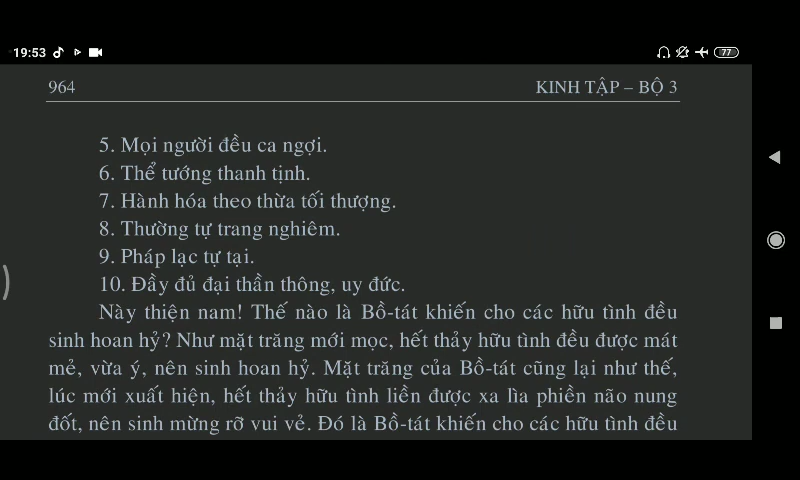 19:53
77
964 KINH TẬP – BỘ 3
5. Mọi người đều ca ngợi.
6. Thể tướng thanh tịnh.
7. Hành hóa theo thừa tối thượng.
8. Thường tự trang nghiêm.
9. Pháp lạc tự tại.
10. Đầy đủ đại thần thông, uy đức.
Này thiện nam! Thế nào là Bồ-tát khiến cho các hữu tình đều
sinh hoan hỷ? Như mặt trăng mới mọc, hết thảy hữu tình đều được mát
mẻ, vừa ý, nên sinh hoan hỷ. Mặt trăng của Bồ-tát cũng lại như thế,
lúc mới xuất hiện, hết thảy hữu tình liền được xa lìa phiền não nung
đốt, nên sinh mừng rỡ vui vẻ. Đó là Bồ-tát khiến cho các hữu tình đều